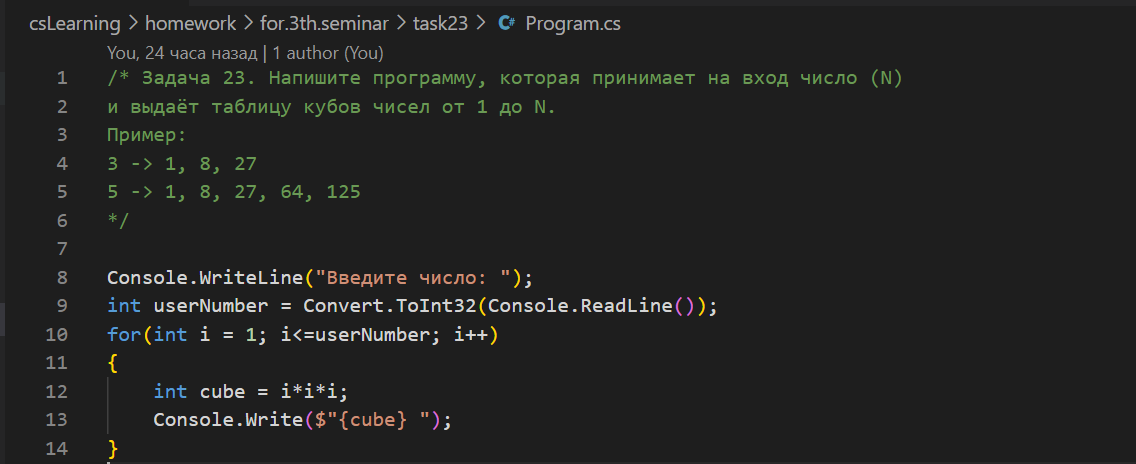 csLearning > homework > for.3th.seminar > task23 > C# Program.cs
You, 24 часа назад | 1 author (You)
1 /* Задача 23. Напишите программу, которая принимает на вход число (N)
2 и выдаёт таблицу кубов чисел от 1 до N.
3 Пример:
4 3 -> 1, 8, 27
5 5 -> 1, 8, 27, 64, 125
6 */
7
8 Console.WriteLine("Введите число: ");
9 int userNumber = Convert.ToInt32(Console.ReadLine());
10 for(int i = 1; i<=userNumber; i++)
11 {
12     int cube = i*i*i;
13     Console.Write($"{cube} ");
14 }